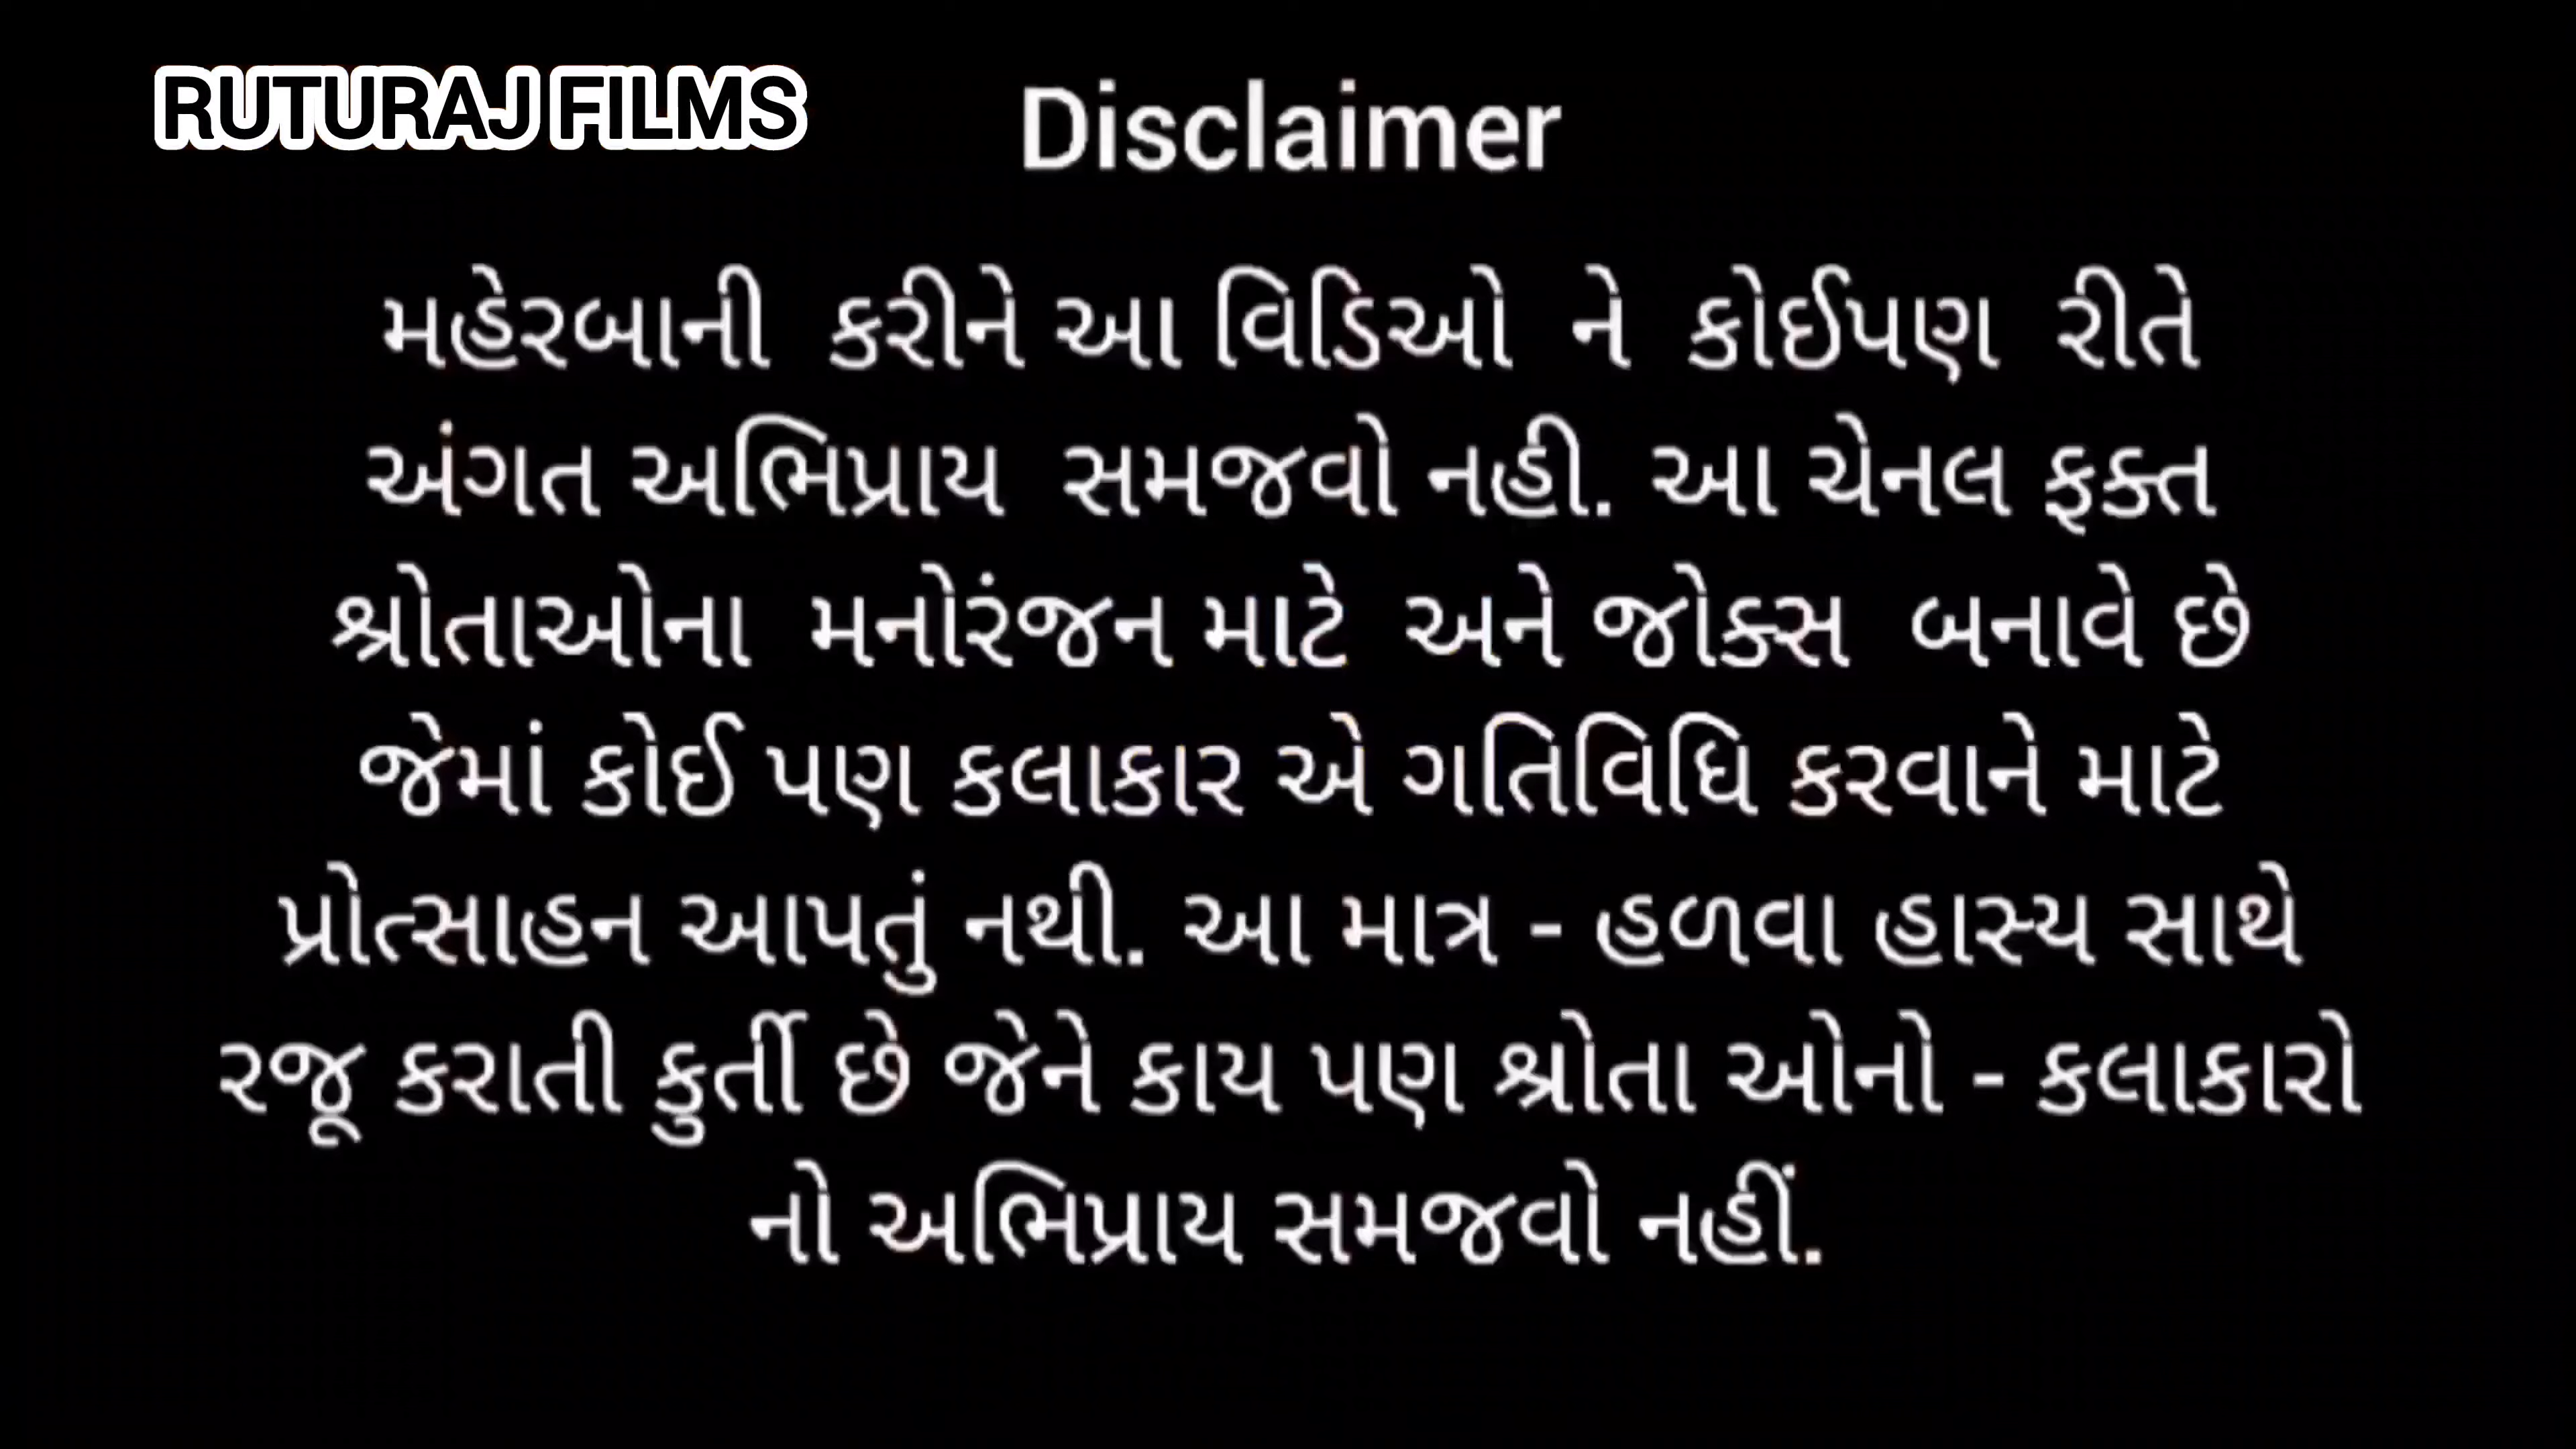 RUTURAJ FILMS
Disclaimer
મહેરબાની કરીને આ વિડિઓ ને કોઈપણ રીતે
અંગત અભિપ્રાય સમજવો નહી. આ ચેનલ ફક્ત
શ્રોતાઓના મનોરંજન માટે અને જોક્સ બનાવે છે
જેમાં કોઈ પણ કલાકાર એ ગતિવિધિ કરવાને માટે
પ્રોત્સાહન આપતું નથી. આ માત્ર - હળવા હાસ્ય સાથે
રજૂ કરાતી કુર્તી છે જેને કાય પણ શ્રોતા ઓનો - કલાકારો
નો અભિપ્રાય સમજવો નહીં.